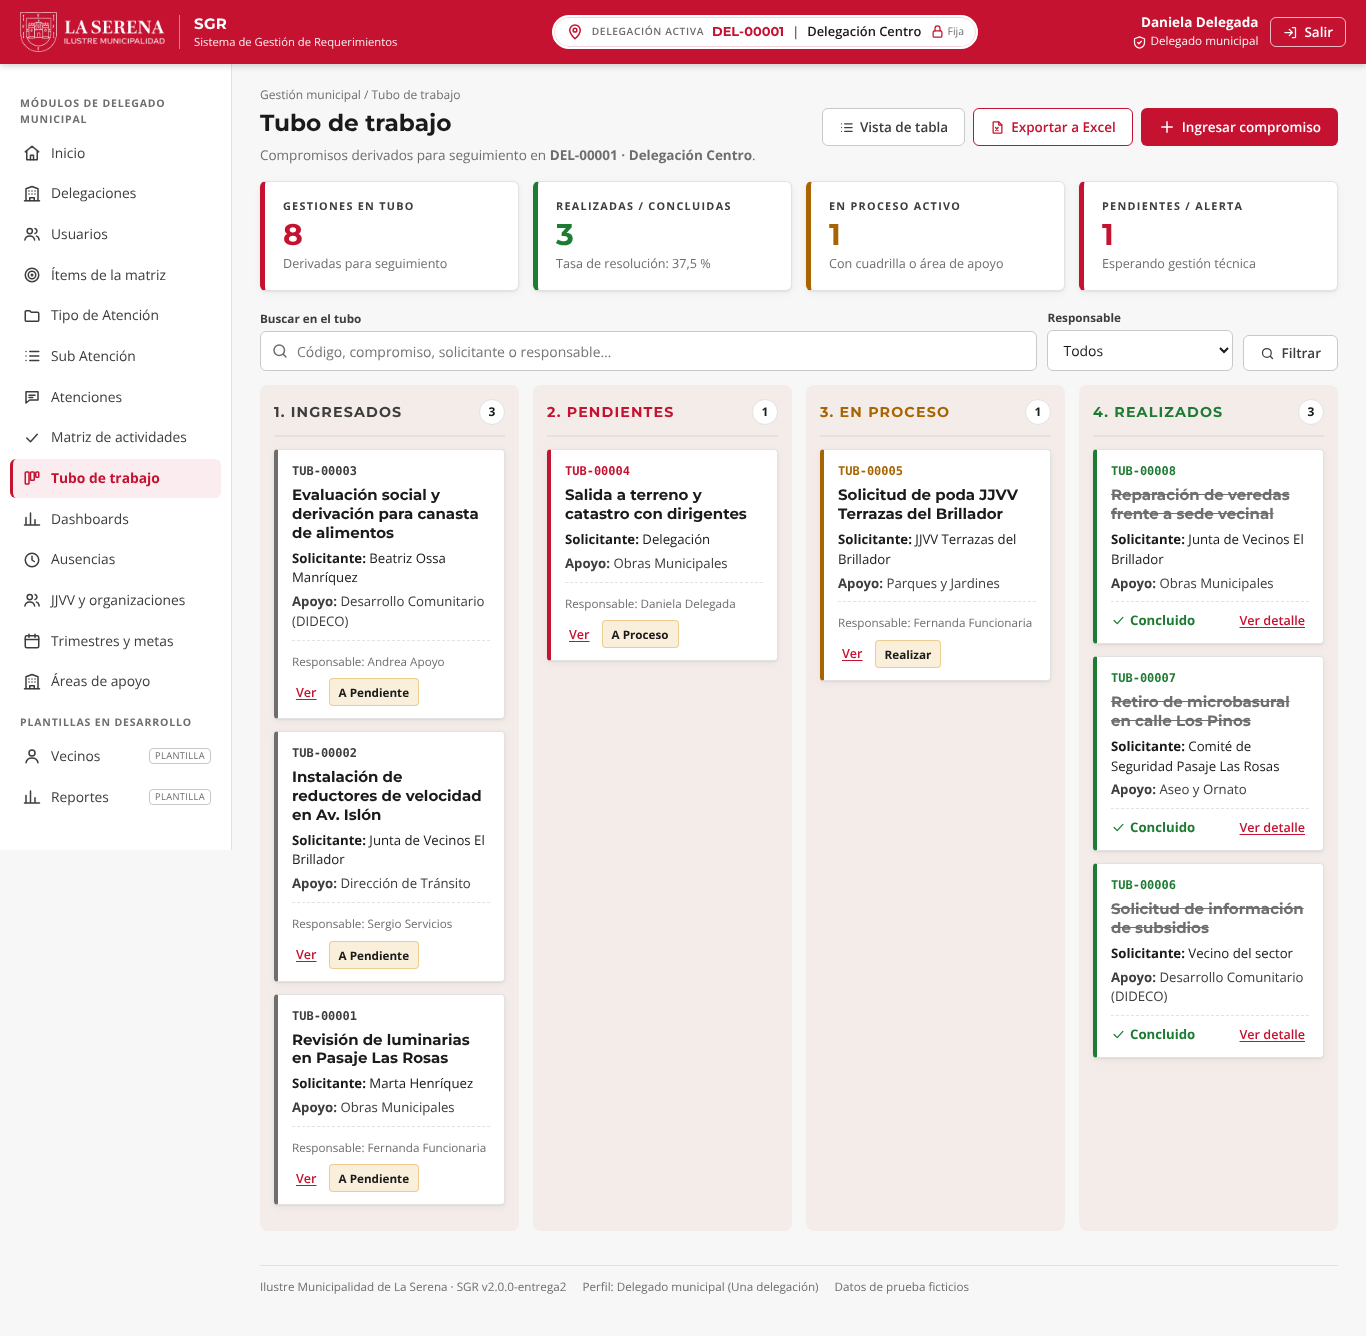 LA SERENA
ILUSTRE MUNICIPALIDAD
SGR
Sistema de Gestión de Requerimientos
DELEGACIÓN ACTIVA DEL-00001 | Delegación Centro Fija
Daniela Delegada
Delegado municipal
Salir
MÓDULOS DE DELEGADO
MUNICIPAL
Inicio
Delegaciones
Usuarios
Ítems de la matriz
Tipo de Atención
Sub Atención
Atenciones
Matriz de actividades
Tubo de trabajo
Dashboards
Ausencias
JJVV y organizaciones
Trimestres y metas
Áreas de apoyo
PLANTILLAS EN DESARROLLO
Vecinos PLANTILLA
Reportes PLANTILLA
Gestión municipal / Tubo de trabajo
Tubo de trabajo
Compromisos derivados para seguimiento en DEL-00001 · Delegación Centro.
Vista de tabla
Exportar a Excel
Ingresar compromiso
GESTIONES EN TUBO
8
Derivadas para seguimiento
REALIZADAS / CONCLUIDAS
3
Tasa de resolución: 37,5 %
EN PROCESO ACTIVO
1
Con cuadrilla o área de apoyo
PENDIENTES / ALERTA
1
Esperando gestión técnica
Buscar en el tubo
Código, compromiso, solicitante o responsable...
Responsable
Todos
Filtrar
1. INGRESADOS 3
TUB-00003
Evaluación social y
derivación para canasta
de alimentos
Solicitante: Beatriz Ossa
Manríquez
Apoyo: Desarrollo Comunitario
(DIDECO)
Responsable: Andrea Apoyo
Ver A Pendiente
TUB-00002
Instalación de
reductores de velocidad
en Av. Islón
Solicitante: Junta de Vecinos El
Brillador
Apoyo: Dirección de Tránsito
Responsable: Sergio Servicios
Ver A Pendiente
TUB-00001
Revisión de luminarias
en Pasaje Las Rosas
Solicitante: Marta Henríquez
Apoyo: Obras Municipales
Responsable: Fernanda Funcionaria
Ver A Pendiente
2. PENDIENTES 1
TUB-00004
Salida a terreno y
catastro con dirigentes
Solicitante: Delegación
Apoyo: Obras Municipales
Responsable: Daniela Delegada
Ver A Proceso
3. EN PROCESO 1
TUB-00005
Solicitud de poda JJVV
Terrazas del Brillador
Solicitante: JJVV Terrazas del
Brillador
Apoyo: Parques y Jardines
Responsable: Fernanda Funcionaria
Ver Realizar
4. REALIZADOS 3
TUB-00008
Reparación de veredas
frente a sede vecinal
Solicitante: Junta de Vecinos El
Brillador
Apoyo: Obras Municipales
Concluido Ver detalle
TUB-00007
Retiro de microbasural
en calle Los Pinos
Solicitante: Comité de
Seguridad Pasaje Las Rosas
Apoyo: Aseo y Ornato
Concluido Ver detalle
TUB-00006
Solicitud de información
de subsidios
Solicitante: Vecino del sector
Apoyo: Desarrollo Comunitario
(DIDECO)
Concluido Ver detalle
Ilustre Municipalidad de La Serena · SGR v2.0.0-entrega2 Perfil: Delegado municipal (Una delegación) Datos de prueba ficticios